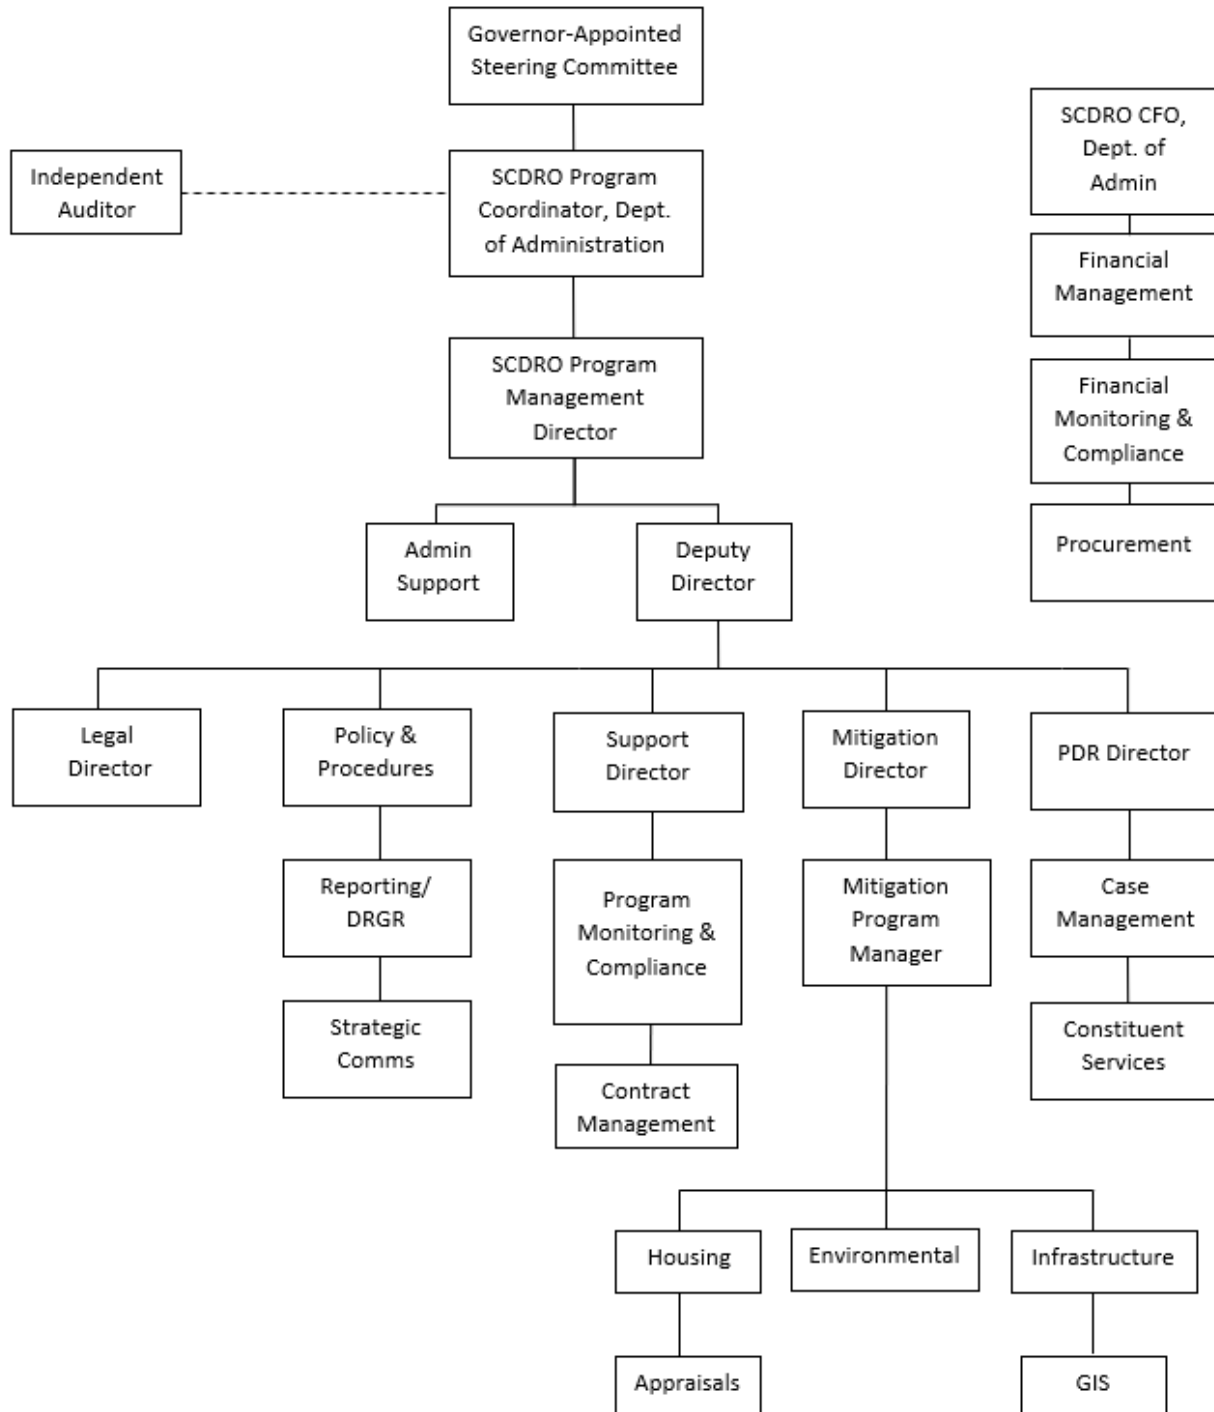 Governor-Appointed
Steering Committee
SCDRO CFO,
Dept. of
Admin
Independent
Auditor
SCDRO Program
Coordinator, Dept.
of Administration
Financial
Management
SCDRO Program
Management
Director
Financial
Monitoring &
Compliance
Procurement
Admin
Support
Deputy
Director
Legal
Director
Policy &
Procedures
Support
Director
Mitigation
Director
PDR Director
Reporting/
DRGR
Program
Monitoring &
Compliance
Mitigation
Program
Manager
Case
Management
Strategic
Comms
Contract
Management
Constituent
Services
Housing
Environmental
Infrastructure
Appraisals
GIS